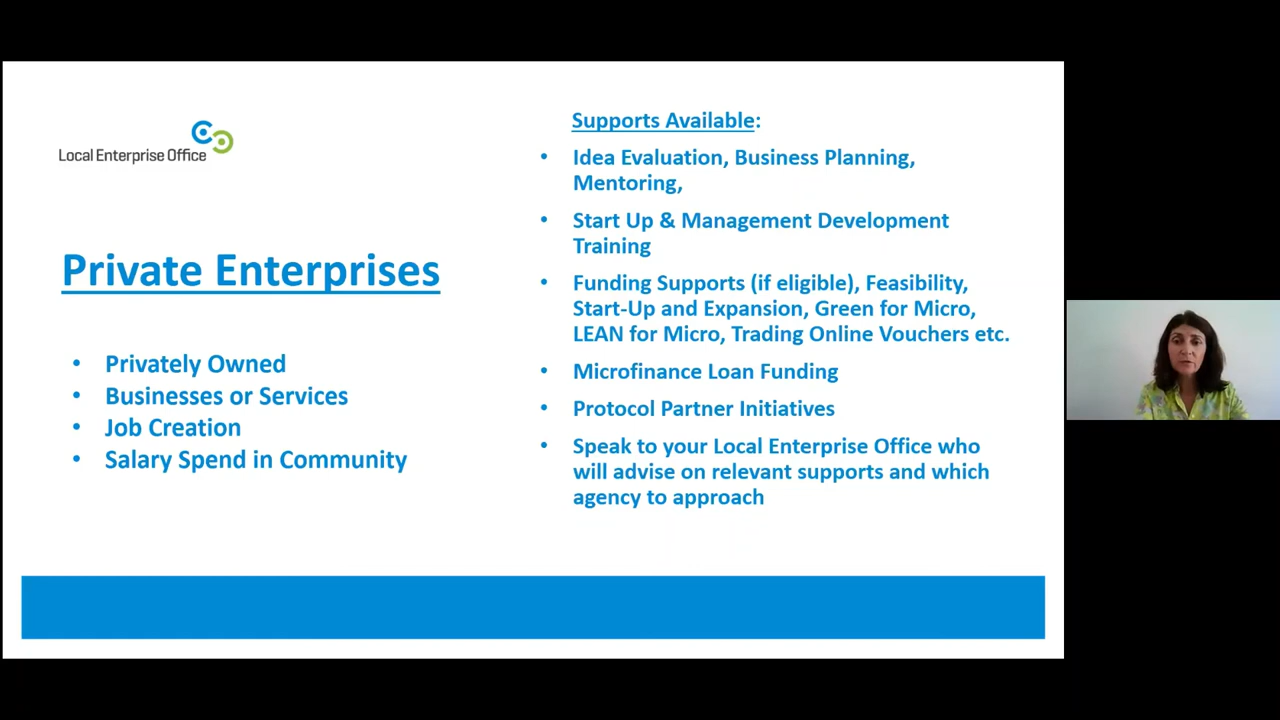 Local Enterprise Office
Private Enterprises
• Privately Owned
• Businesses or Services
• Job Creation
• Salary Spend in Community
Supports Available:
• Idea Evaluation, Business Planning,
Mentoring,
• Start Up & Management Development
Training
• Funding Supports (if eligible), Feasibility,
Start-Up and Expansion, Green for Micro,
LEAN for Micro, Trading Online Vouchers etc.
• Microfinance Loan Funding
• Protocol Partner Initiatives
• Speak to your Local Enterprise Office who
will advise on relevant supports and which
agency to approach